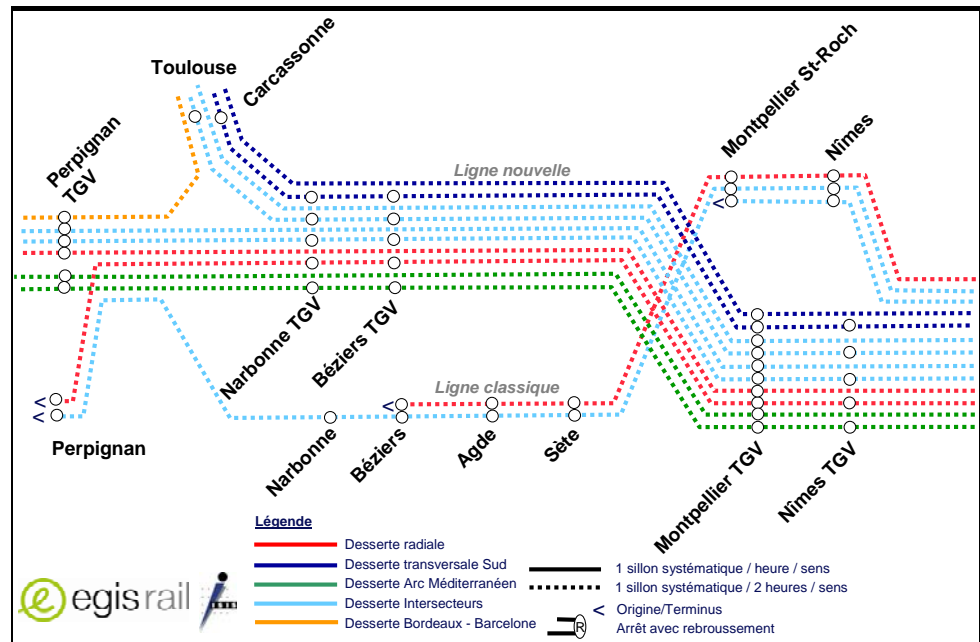 Toulouse
Carcassonne
Montpellier St-Roch
Nîmes
Perpignan
TGV
Ligne nouvelle
<
Narbonne TGV
Béziers TGV
<
<
Ligne classique
<
Perpignan
Narbonne
Béziers
Agde
Sète
Montpellier TGV
Nîmes TGV
Légende
Desserte radiale
Desserte transversale Sud
Desserte Arc Méditerranéen
Desserte Intersecteurs
Desserte Bordeaux - Barcelone
1 sillon systématique / heure / sens
1 sillon systématique / 2 heures / sens
< Origine/Terminus
R Arrêt avec rebroussement
e egis rail